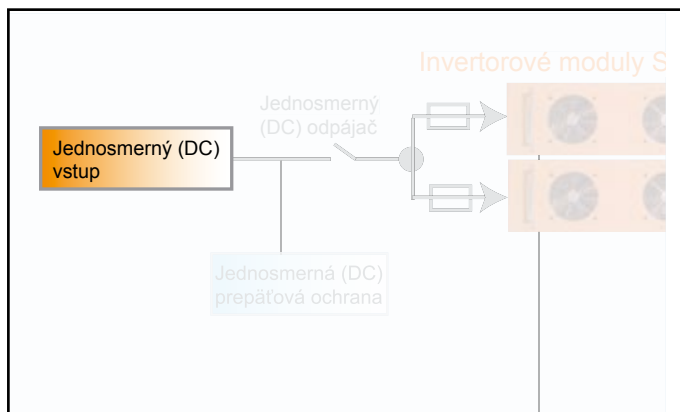 Invertorové moduly S
Jednosmerný
(DC) odpájač
Jednosmerný (DC)
vstup
Jednosmerná (DC)
prepäťová ochrana